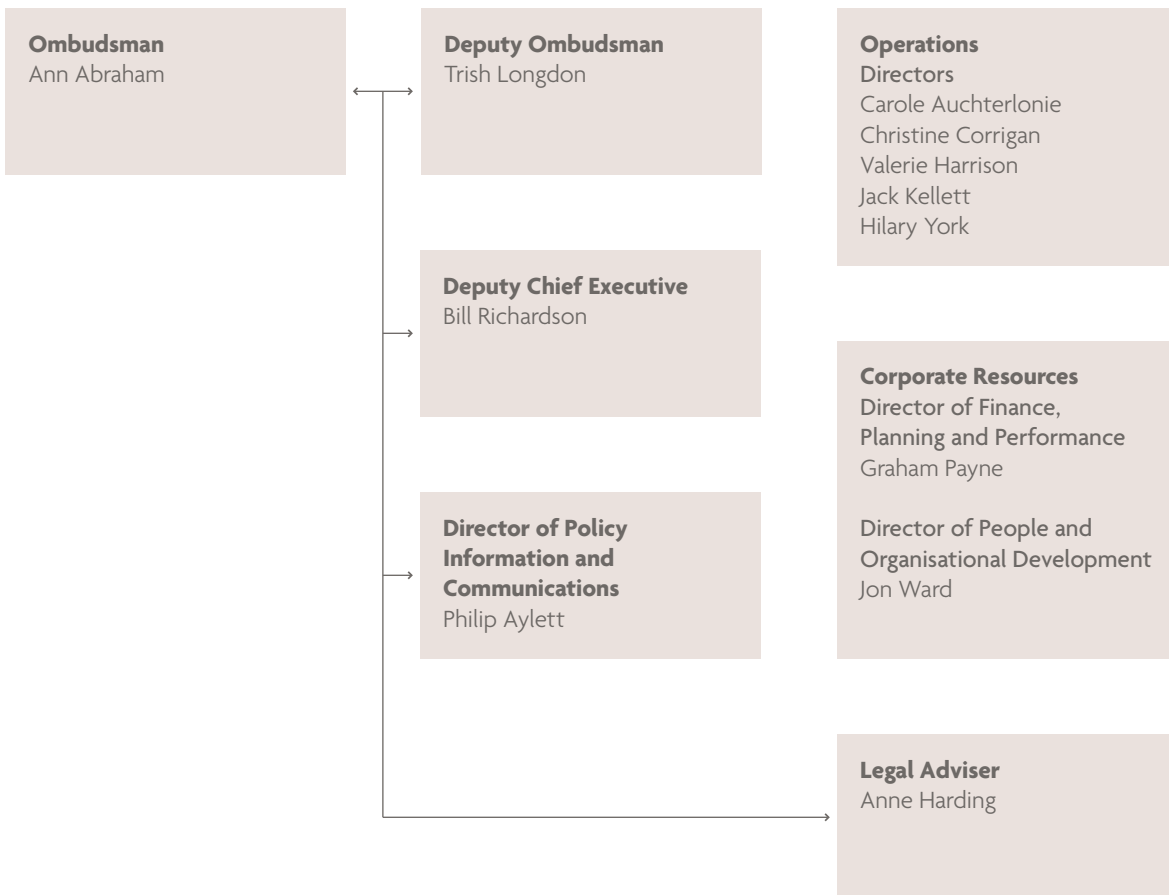 Ombudsman
Ann Abraham
Deputy Ombudsman
Trish Longdon
Operations
Directors
Carole Auchterlonie
Christine Corrigan
Valerie Harrison
Jack Kellett
Hilary York
Deputy Chief Executive
Bill Richardson
Corporate Resources
Director of Finance,
Planning and Performance
Graham Payne
Director of People and
Organisational Development
Jon Ward
Director of Policy
Information and
Communications
Philip Aylett
Legal Adviser
Anne Harding